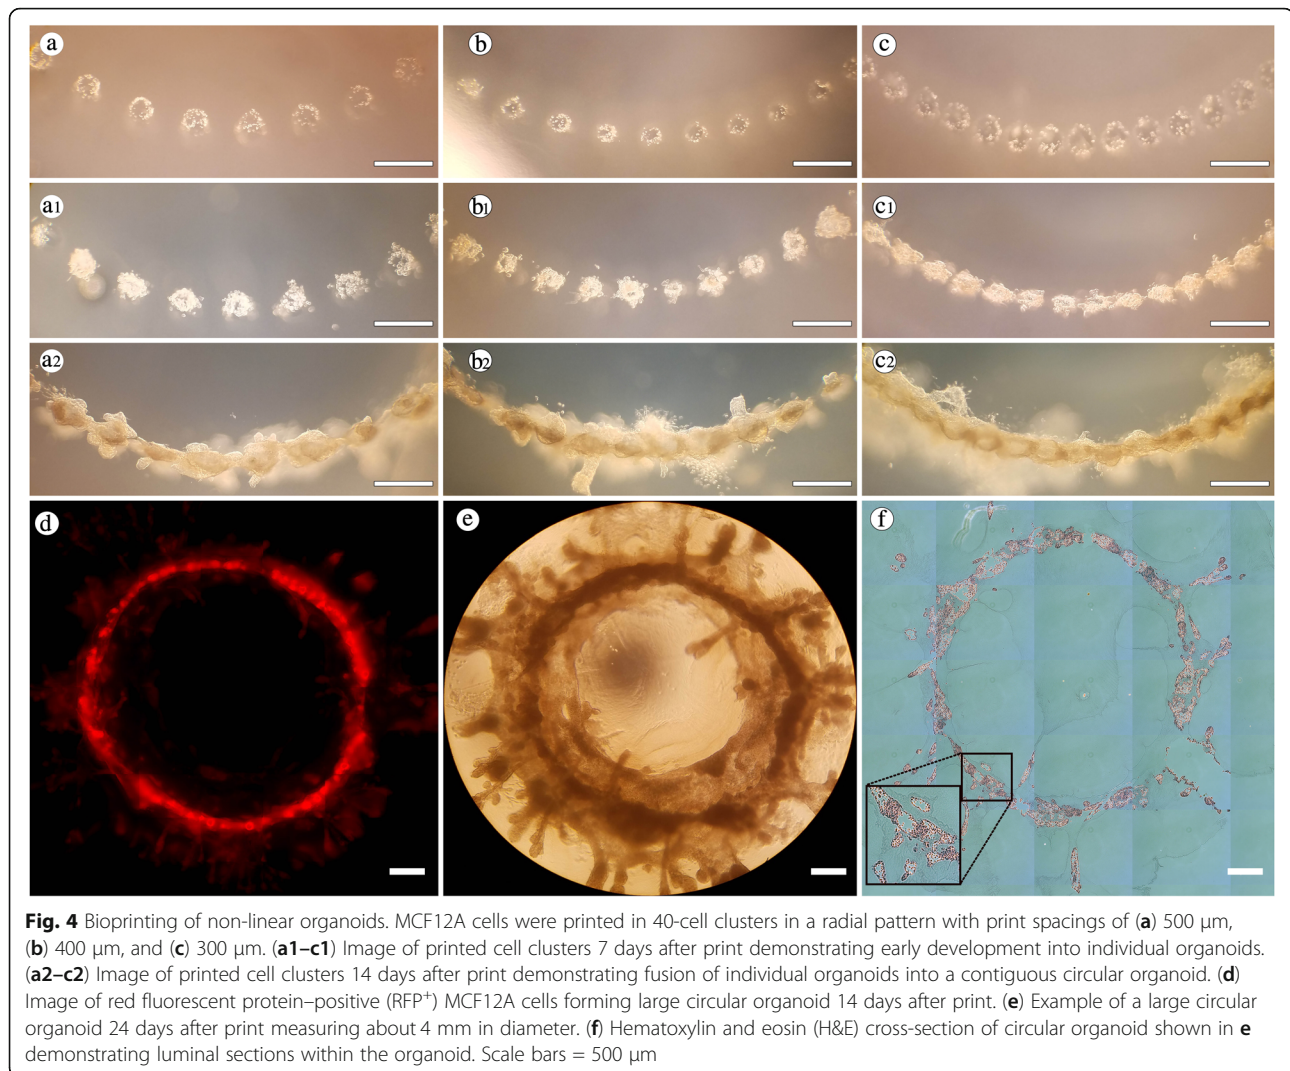 a
b
c
a1
b1
c1
a2
b2
c2
d
e
f
Fig. 4 Bioprinting of non-linear organoids. MCF12A cells were printed in 40-cell clusters in a radial pattern with print spacings of (a) 500 μm,
(b) 400 μm, and (c) 300 μm. (a1–c1) Image of printed cell clusters 7 days after print demonstrating early development into individual organoids.
(a2–c2) Image of printed cell clusters 14 days after print demonstrating fusion of individual organoids into a contiguous circular organoid. (d)
Image of red fluorescent protein–positive (RFP⁺) MCF12A cells forming large circular organoid 14 days after print. (e) Example of a large circular
organoid 24 days after print measuring about 4 mm in diameter. (f) Hematoxylin and eosin (H&E) cross-section of circular organoid shown in e
demonstrating luminal sections within the organoid. Scale bars = 500 μm